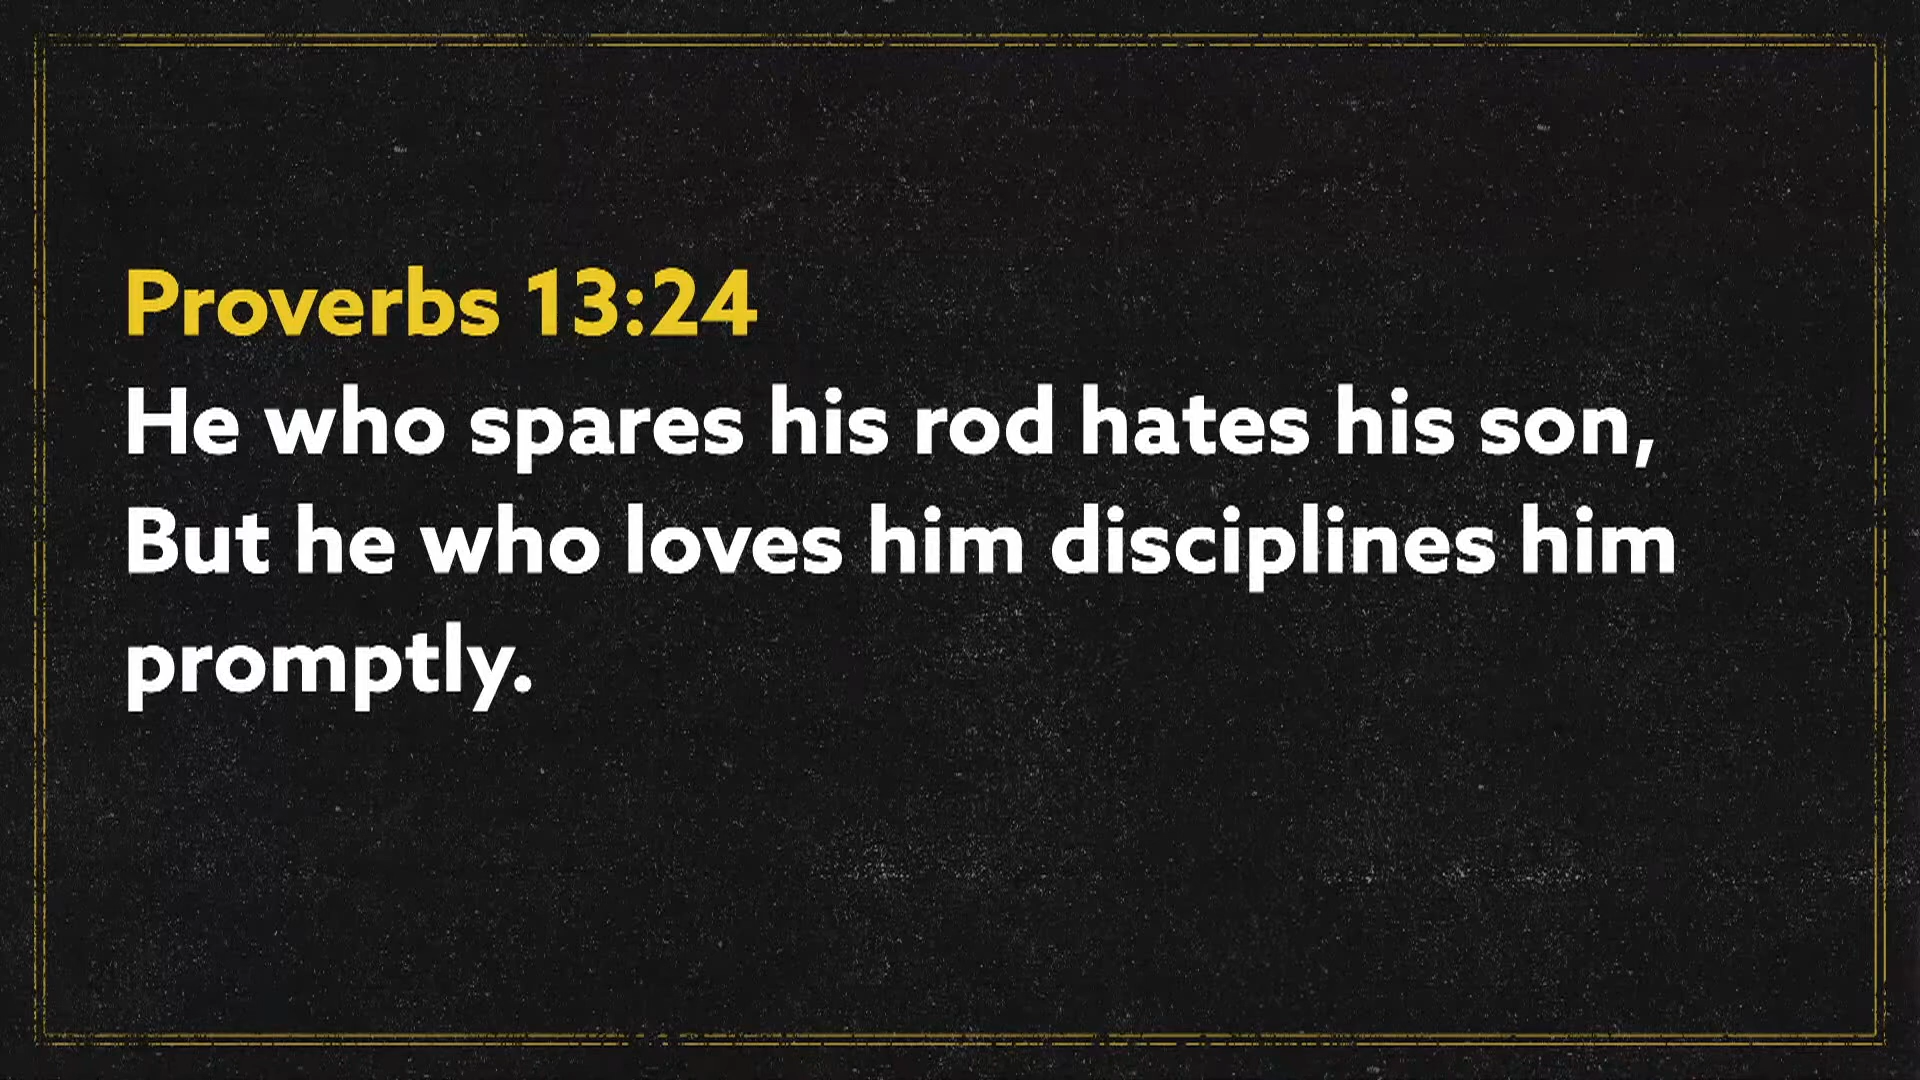 Proverbs 13:24
He who spares his rod hates his son,
But he who loves him disciplines him
promptly.